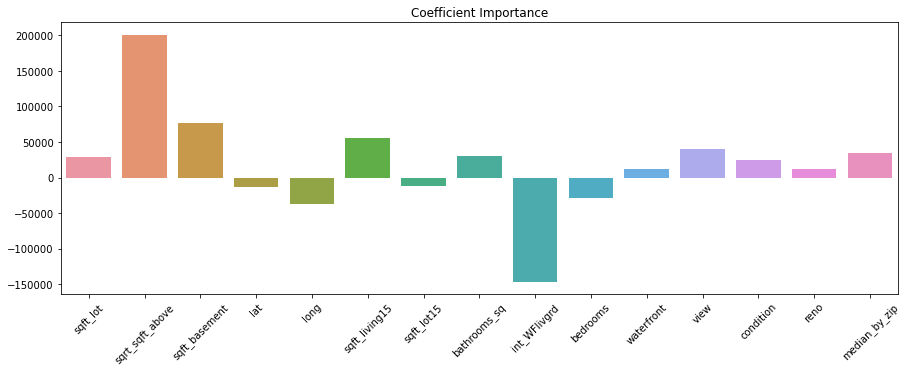 Coefficient Importance
200000
150000
100000
50000
0
−50000
−100000
−150000
sqft_lot
sqrt_sqft_above
sqft_basement
lat
long
sqft_living15
sqft_lot15
bathrooms_sq
int_WFlivgrd
bedrooms
waterfront
view
condition
reno
median_by_zip